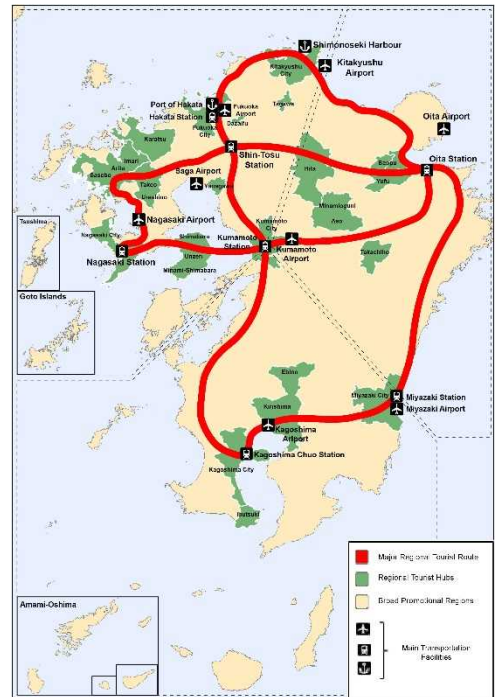 Shimonoseki Harbour
Kitakyushu
Airport
Kitakyushu
City
Oita Airport
Port of Hakata
Hakata Station
Fukuoka
Airport
Fukuoka
City
Dazaifu
Karatsu
Imari
Arita
Sasebo
Takeo
Ureshino
Shin-Tosu
Station
Saga Airport
Yanagawa
Hita
Beppu
Yufu
Oita Station
Minamioguni
Aso
Takachiho
Tsushima
Nagasaki City
Nagasaki Airport
Nagasaki Station
Shimabara
Unzen
Minami-Shimabara
Kumamoto
City
Kumamoto
Station
Kumamoto
Airport
Goto Islands
Ebino
Kirishima
Miyazaki City
Miyazaki Station
Miyazaki Airport
Kagoshima
Airport
Kagoshima Chuo Station
Kagoshima City
Ibusuki
Amami-Oshima
Major Regional Tourist Route
Regional Tourist Hubs
Broad Promotional Regions
Main Transportation
Facilities